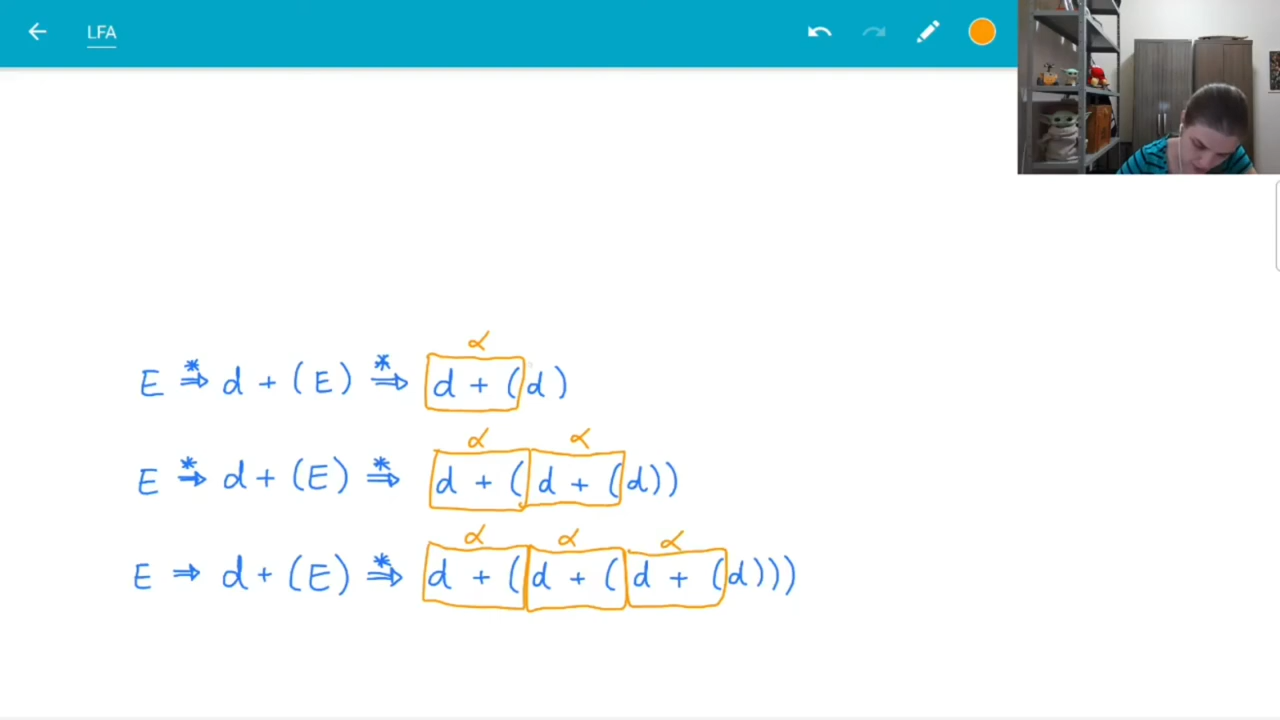 LFA
α
E ⇒* d + (E) ⇒* d + (d)
α α
E ⇒* d + (E) ⇒* d + (d + (d))
α α α
E ⇒ d + (E) ⇒* d + (d + (d + (d)))